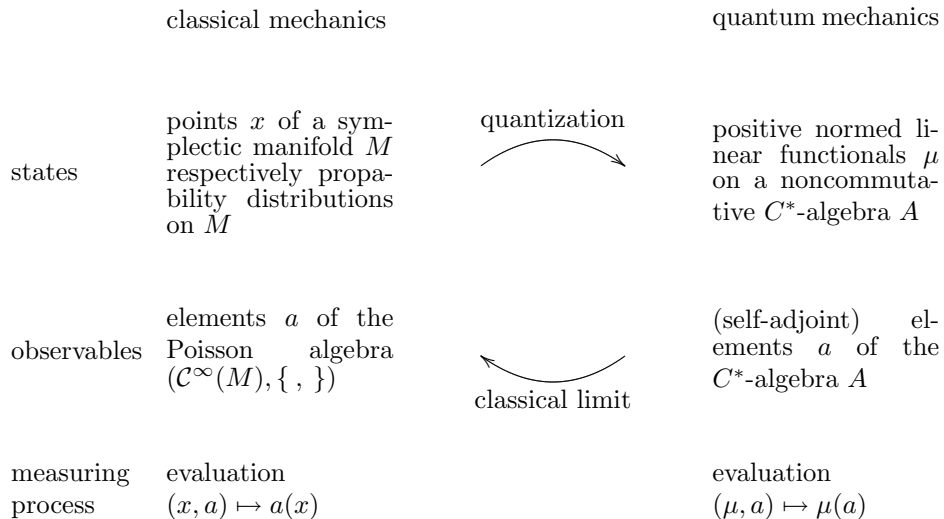 classical mechanics quantum mechanics
states
points x of a sym-
plectic manifold M
respectively propa-
bility distributions
on M
quantization
positive normed li-
near functionals μ
on a noncommuta-
tive C*-algebra A
observables
elements a of the
Poisson algebra
(𝒞^∞(M), { , })
classical limit
(self-adjoint) el-
ements a of the
C*-algebra A
measuring
process
evaluation
(x, a) ↦ a(x)
evaluation
(μ, a) ↦ μ(a)